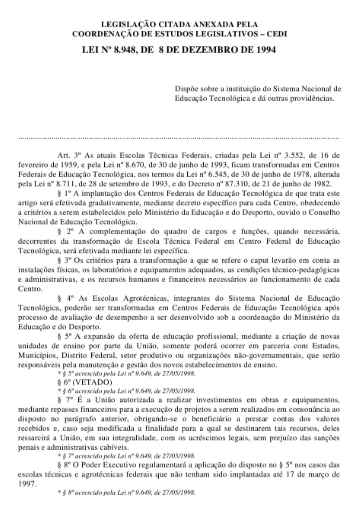 LEGISLAÇÃO CITADA ANEXADA PELA
COORDENAÇÃO DE ESTUDOS LEGISLATIVOS – CEDI
LEI Nº 8.948, DE 8 DE DEZEMBRO DE 1994
Dispõe sobre a instituição do Sistema Nacional de
Educação Tecnológica e dá outras providências.
..............................................................................................................
Art. 3º As atuais Escolas Técnicas Federais, criadas pela Lei nº 3.552, de 16 de
fevereiro de 1959, e pela Lei nº 8.670, de 30 de junho de 1993, ficam transformadas em Centros
Federais de Educação Tecnológica, nos termos da Lei nº 6.545, de 30 de junho de 1978, alterada
pela Lei nº 8.711, de 28 de setembro de 1993, e do Decreto nº 87.310, de 21 de junho de 1982.
§ 1º A implantação dos Centros Federais de Educação Tecnológica de que trata este
artigo será efetivada gradativamente, mediante decreto específico para cada Centro, obedecendo
a critérios a serem estabelecidos pelo Ministério da Educação e do Desporto, ouvido o Conselho
Nacional de Educação Tecnológica.
§ 2º A complementação do quadro de cargos e funções, quando necessária,
decorrentes da transformação de Escola Técnica Federal em Centro Federal de Educação
Tecnológica, será efetivada mediante lei específica.
§ 3º Os critérios para a transformação a que se refere o caput levarão em conta as
instalações físicas, os laboratórios e equipamentos adequados, as condições técnico-pedagógicas
e administrativas, e os recursos humanos e financeiros necessários ao funcionamento de cada
Centro.
§ 4º As Escolas Agrotécnicas, integrantes do Sistema Nacional de Educação
Tecnológica, poderão ser transformadas em Centros Federais de Educação Tecnológica após
processo de avaliação de desempenho a ser desenvolvido sob a coordenação do Ministério da
Educação e do Desporto.
§ 5º A expansão da oferta de educação profissional, mediante a criação de novas
unidades de ensino por parte da União, somente poderá ocorrer em parceria com Estados,
Municípios, Distrito Federal, setor produtivo ou organizações não-governamentais, que serão
responsáveis pela manutenção e gestão dos novos estabelecimentos de ensino.
* § 5º acrescido pela Lei nº 9.649, de 27/05/1998.
§ 6º (VETADO)
* § 6º acrescido pela Lei nº 9.649, de 27/05/1998.
§ 7º É a União autorizada a realizar investimentos em obras e equipamentos,
mediante repasses financeiros para a execução de projetos a serem realizados em consonância ao
disposto no parágrafo anterior, obrigando-se o beneficiário a prestar contas dos valores
recebidos e, caso seja modificada a finalidade para a qual se destinarem tais recursos, deles
ressarcirá a União, em sua integralidade, com os acréscimos legais, sem prejuízo das sanções
penais e administrativas cabíveis.
* § 7º acrescido pela Lei nº 9.649, de 27/05/1998.
§ 8º O Poder Executivo regulamentará a aplicação do disposto no § 5º nos casos das
escolas técnicas e agrotécnicas federais que não tenham sido implantadas até 17 de março de
1997.
* § 8º acrescido pela Lei nº 9.649, de 27/05/1998.